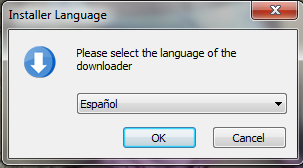 Installer Language
Please select the language of the
downloader
Español
OK
Cancel